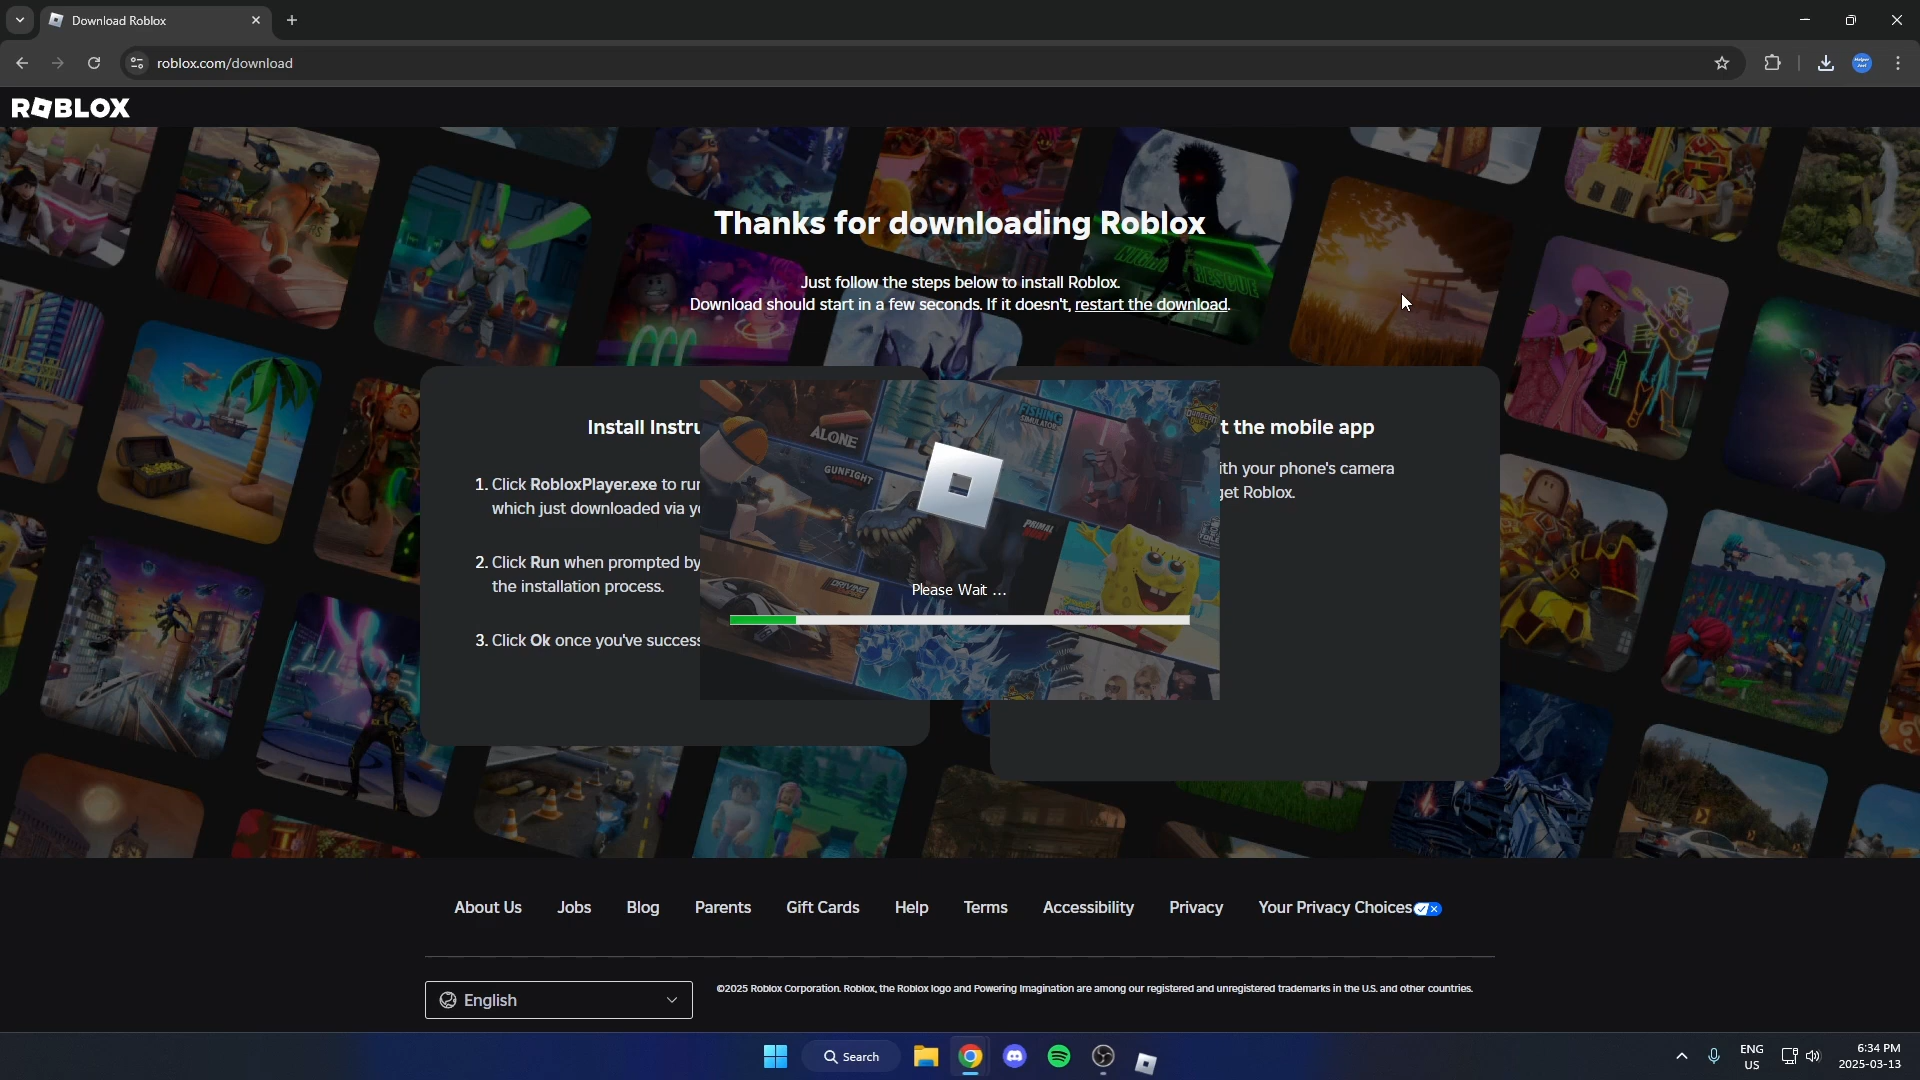 Download Roblox
roblox.com/download
ROBLOX
Thanks for downloading Roblox
Just follow the steps below to install Roblox.
Download should start in a few seconds. If it doesn't, restart the download.
Install Instru
1. Click RobloxPlayer.exe to run
which just downloaded via y
2. Click Run when prompted by
the installation process.
3. Click Ok once you've success
t the mobile app
ith your phone's camera
get Roblox.
ALONE
FISHING
SIMULATOR
GUNFIGHT
PRIMAL
DRIVING
Please Wait ...
About Us
Jobs
Blog
Parents
Gift Cards
Help
Terms
Accessibility
Privacy
Your Privacy Choices
English
©2025 Roblox Corporation. Roblox, the Roblox logo and Powering Imagination are among our registered and unregistered trademarks in the U.S. and other countries.
Search
ENG
US
6:34 PM
2025-03-13